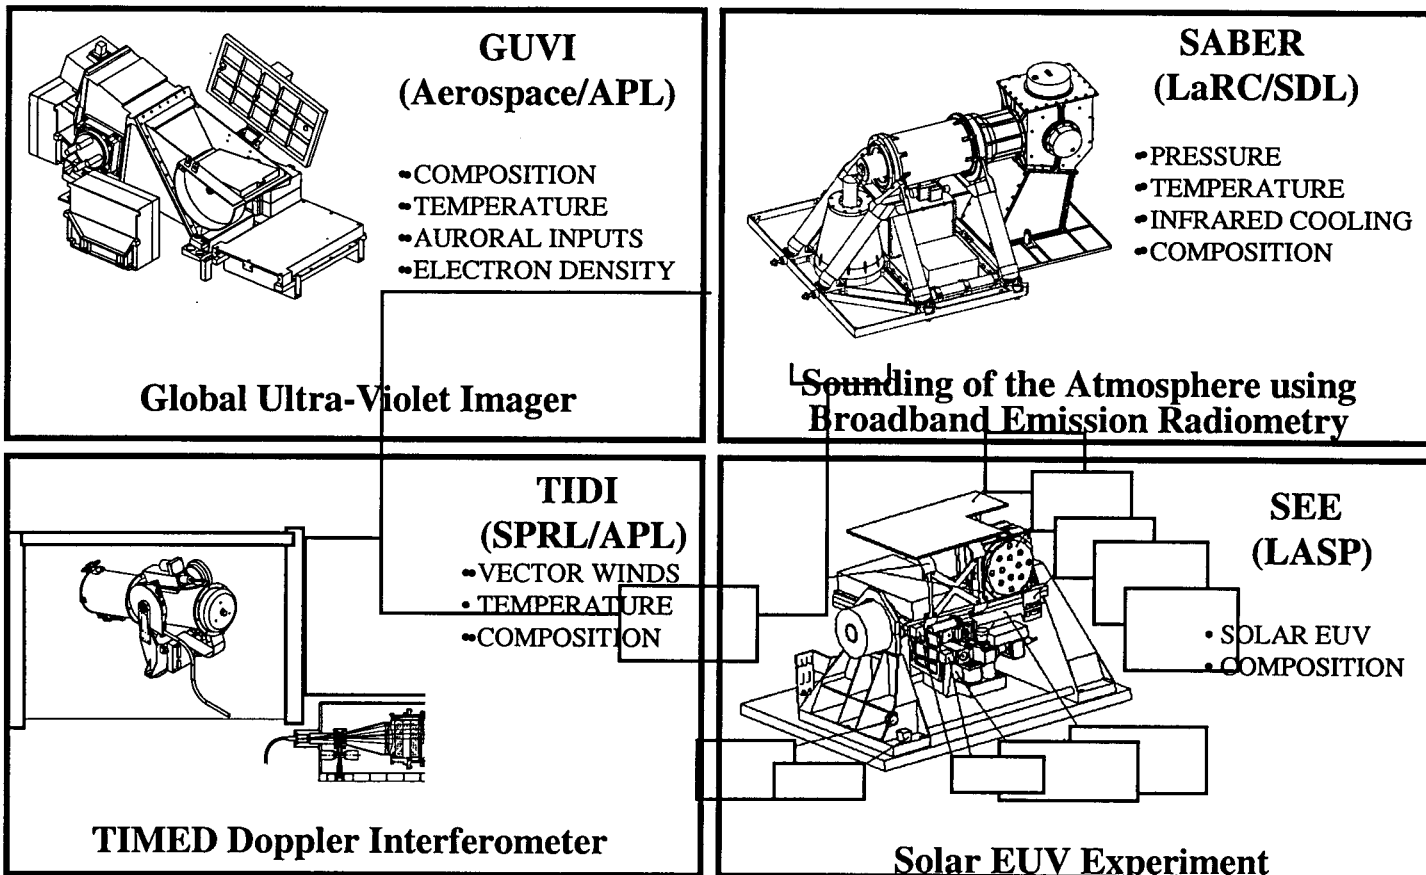 GUVI
(Aerospace/APL)
•COMPOSITION
•TEMPERATURE
•AURORAL INPUTS
•ELECTRON DENSITY
Global Ultra-Violet Imager
SABER
(LaRC/SDL)
•PRESSURE
•TEMPERATURE
•INFRARED COOLING
•COMPOSITION
Sounding of the Atmosphere using
Broadband Emission Radiometry
TIDI
(SPRL/APL)
•VECTOR WINDS
• TEMPERATURE
•COMPOSITION
TIMED Doppler Interferometer
SEE
(LASP)
• SOLAR EUV
• COMPOSITION
Solar EUV Experiment